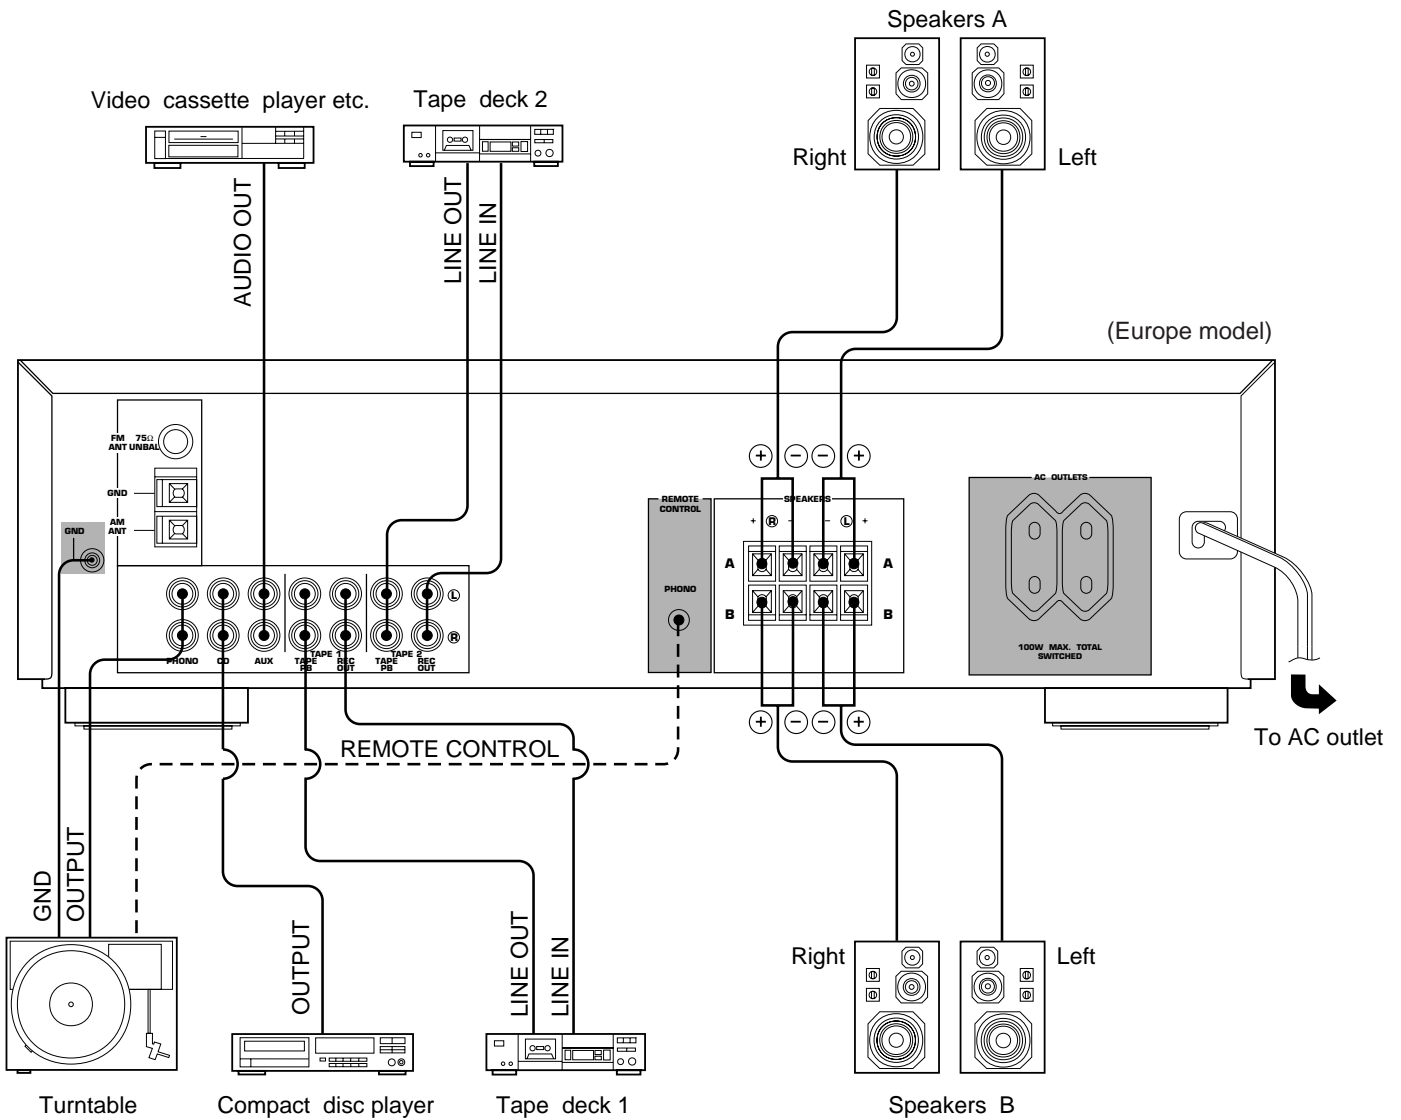 Speakers A
Video cassette player etc.
Tape deck 2
Right
Left
AUDIO OUT
LINE OUT
LINE IN
(Europe model)
FM 75Ω
ANT UNBAL
GND
AM
ANT
GND
REMOTE
CONTROL
PHONO
+ − − +
SPEAKERS
+ R − − L +
A A
B B
AC OUTLETS
100W MAX. TOTAL
SWITCHED
L
R
PHONO CD AUX
TAPE 1
TAPE
PB
REC
OUT
TAPE 2
TAPE
PB
REC
OUT
+ − − +
To AC outlet
REMOTE CONTROL
GND
OUTPUT
OUTPUT
LINE OUT
LINE IN
Right
Left
Turntable
Compact disc player
Tape deck 1
Speakers B